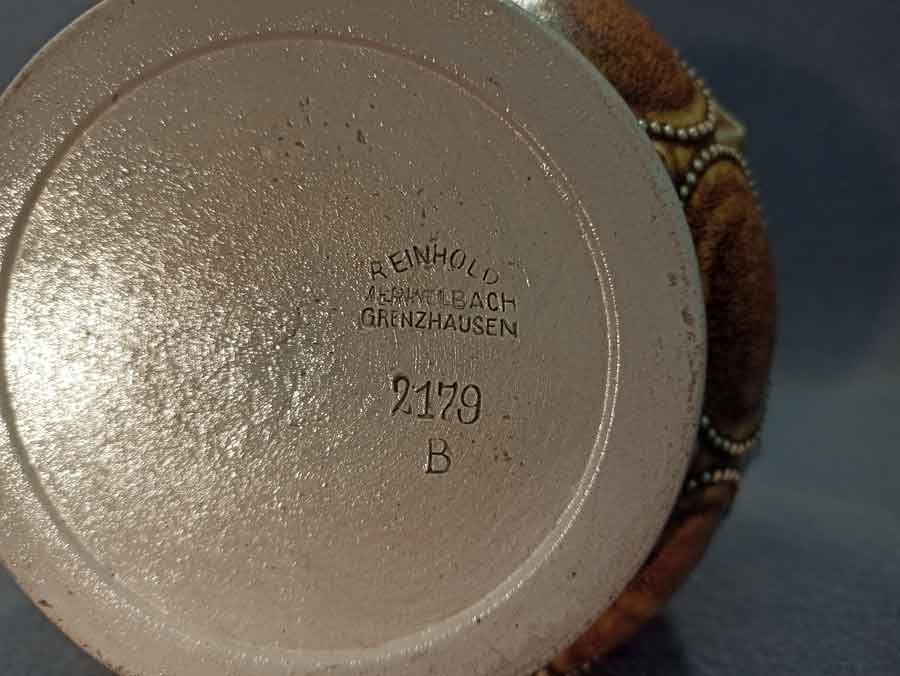 REINHOLD
MERKELBACH
GRENZHAUSEN
2179
B